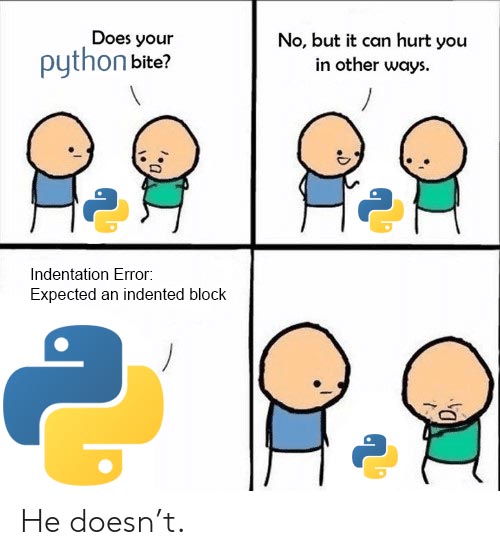 Does your
python bite?
No, but it can hurt you
in other ways.
Indentation Error:
Expected an indented block
He doesn't.